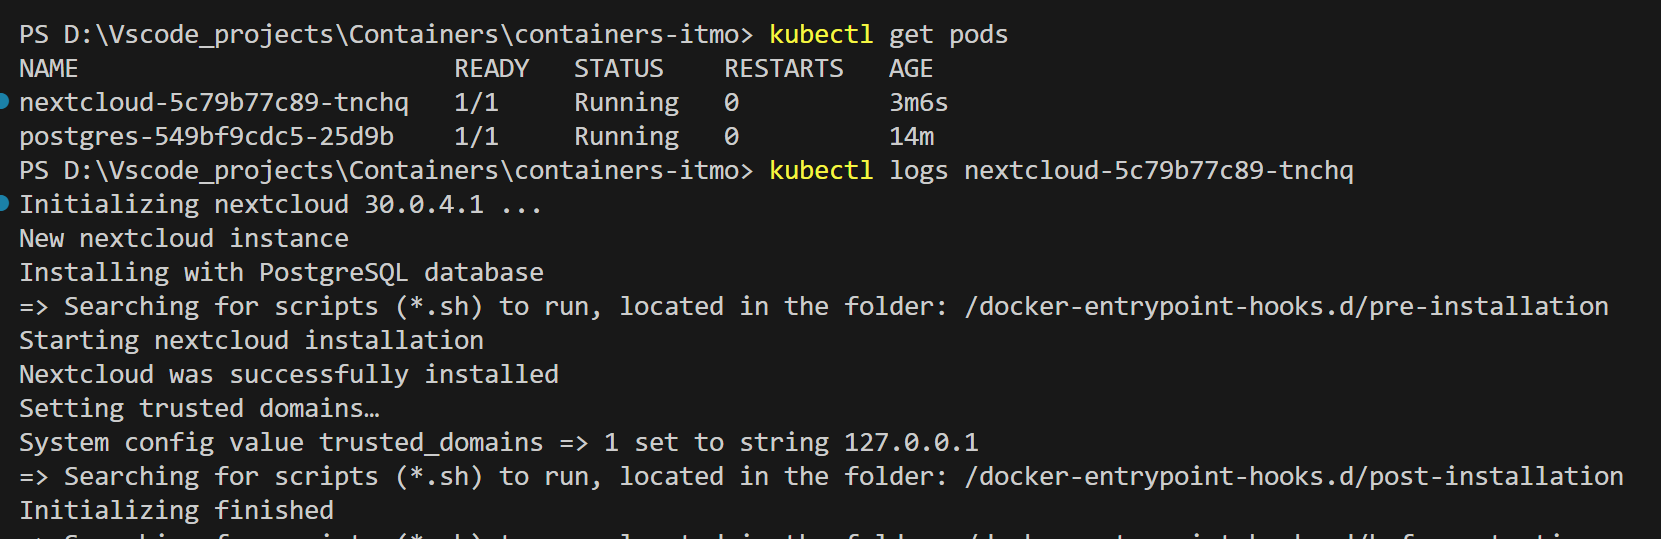 PS D:\Vscode_projects\Containers\containers-itmo> kubectl get pods
NAME READY STATUS RESTARTS AGE
nextcloud-5c79b77c89-tnchq 1/1 Running 0 3m6s
postgres-549bf9cdc5-25d9b 1/1 Running 0 14m
PS D:\Vscode_projects\Containers\containers-itmo> kubectl logs nextcloud-5c79b77c89-tnchq
Initializing nextcloud 30.0.4.1 ...
New nextcloud instance
Installing with PostgreSQL database
=> Searching for scripts (*.sh) to run, located in the folder: /docker-entrypoint-hooks.d/pre-installation
Starting nextcloud installation
Nextcloud was successfully installed
Setting trusted domains…
System config value trusted_domains => 1 set to string 127.0.0.1
=> Searching for scripts (*.sh) to run, located in the folder: /docker-entrypoint-hooks.d/post-installation
Initializing finished